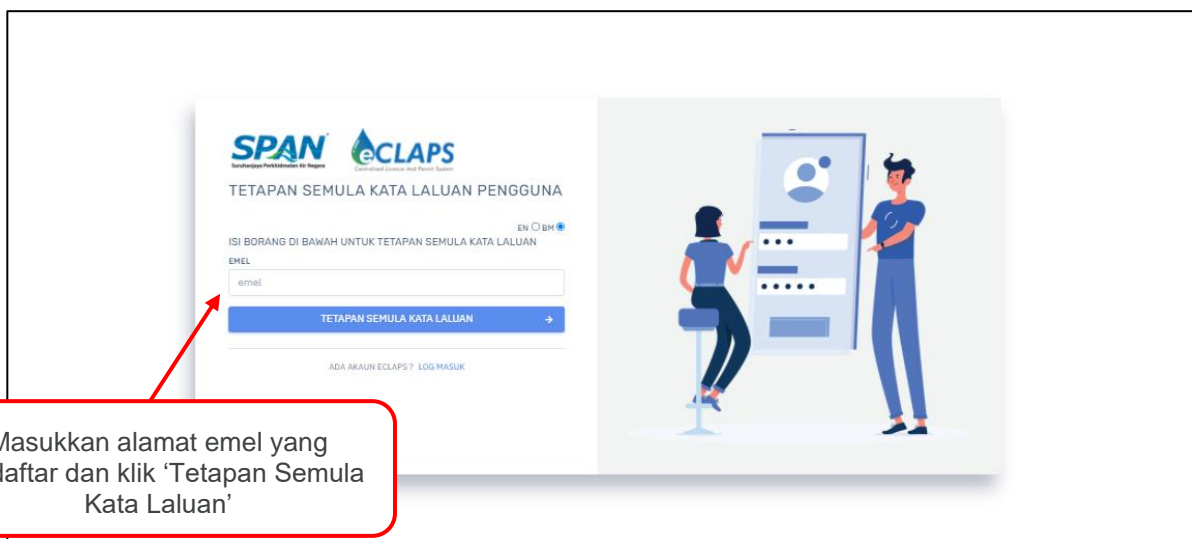 SPAN
Suruhanjaya Perkhidmatan Air Negara
eCLAPS
Centralised Licence And Permit System
TETAPAN SEMULA KATA LALUAN PENGGUNA
EN BM
ISI BORANG DI BAWAH UNTUK TETAPAN SEMULA KATA LALUAN
EMEL
emel
TETAPAN SEMULA KATA LALUAN
ADA AKAUN ECLAPS ? LOG MASUK
Masukkan alamat emel yang
daftar dan klik ‘Tetapan Semula
Kata Laluan’